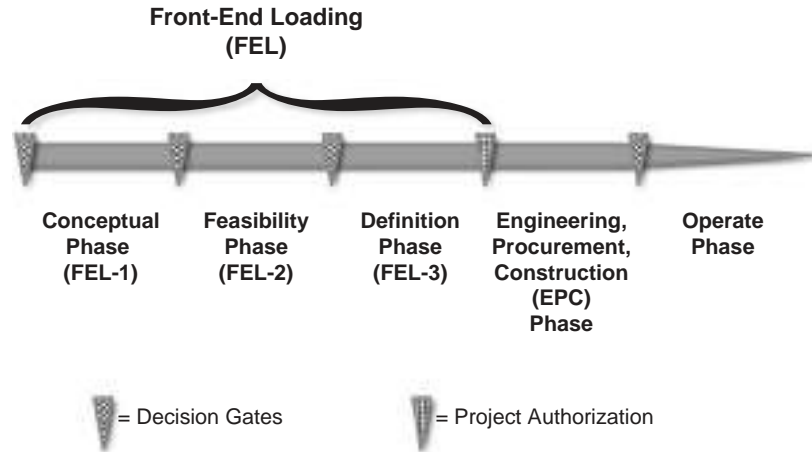 Front-End Loading
(FEL)
Conceptual
Phase
(FEL-1)
Feasibility
Phase
(FEL-2)
Definition
Phase
(FEL-3)
Engineering,
Procurement,
Construction
(EPC)
Phase
Operate
Phase
= Decision Gates
= Project Authorization